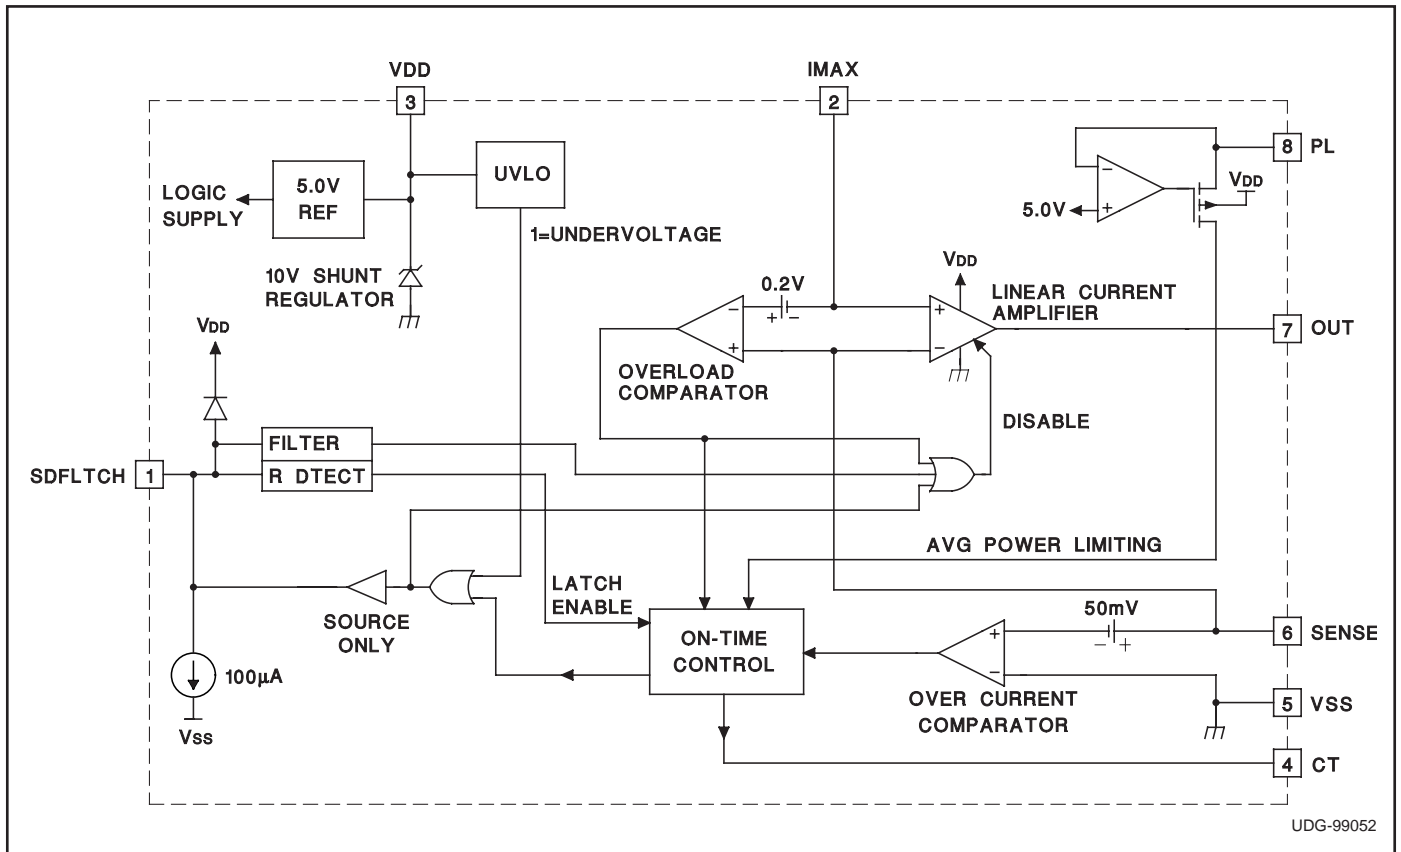 VDD
3
IMAX
2
8
PL
UVLO
5.0V
REF
LOGIC
SUPPLY
VDD
5.0V
-
+
1=UNDERVOLTAGE
10V SHUNT
REGULATOR
VDD
0.2V
+ -
-
+
+
-
LINEAR CURRENT
AMPLIFIER
7
OUT
VDD
OVERLOAD
COMPARATOR
DISABLE
FILTER
SDFLTCH
1
R DTECT
AVG POWER LIMITING
LATCH
ENABLE
SOURCE
ONLY
50mV
- +
6
SENSE
ON-TIME
CONTROL
+
-
100µA
OVER CURRENT
COMPARATOR
5
VSS
VSS
4
CT
UDG-99052